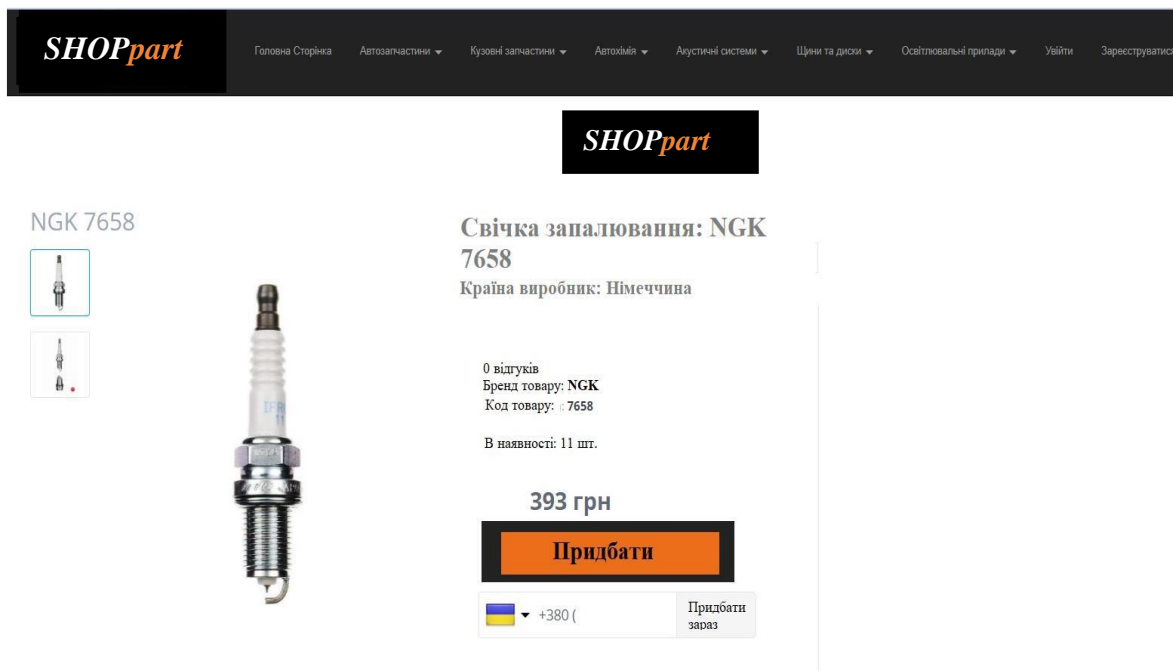 SHOPpart
Головна Сторінка Автозапчастини Кузовні запчастини Автохімія Акустичні системи Щини та диски Освітлювальні прилади Увійти Зареєструватися
SHOPpart
NGK 7658
Свічка запалювання: NGK
7658
Країна виробник: Німеччина
0 відгуків
Бренд товару: NGK
Код товару: : 7658
В наявності: 11 шт.
393 грн
Придбати
+380 (
Придбати
зараз